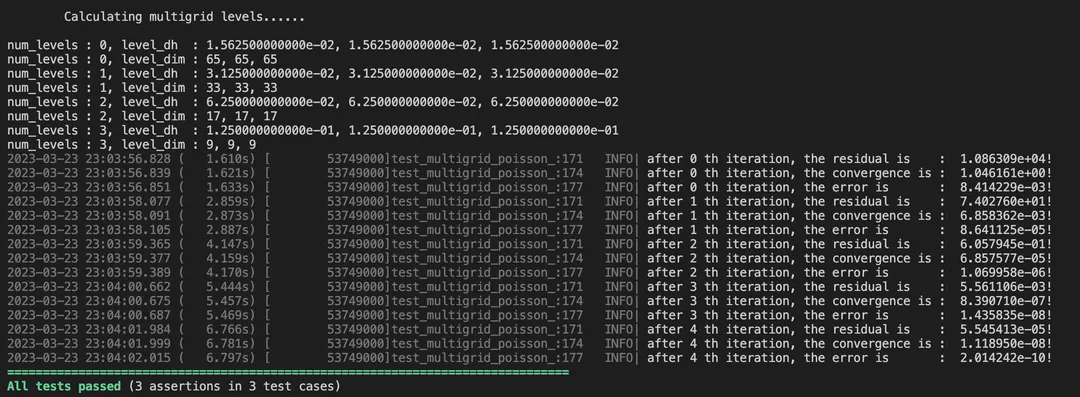 Calculating multigrid levels......
num_levels : 0, level_dh  : 1.562500000000e-02, 1.562500000000e-02, 1.562500000000e-02
num_levels : 0, level_dim : 65, 65, 65
num_levels : 1, level_dh  : 3.125000000000e-02, 3.125000000000e-02, 3.125000000000e-02
num_levels : 1, level_dim : 33, 33, 33
num_levels : 2, level_dh  : 6.250000000000e-02, 6.250000000000e-02, 6.250000000000e-02
num_levels : 2, level_dim : 17, 17, 17
num_levels : 3, level_dh  : 1.250000000000e-01, 1.250000000000e-01, 1.250000000000e-01
num_levels : 3, level_dim : 9, 9, 9
2023-03-23 23:03:56.828 (   1.610s) [        53749000]test_multigrid_poisson_:171   INFO| after 0 th iteration, the residual is    :  1.086309e+04!
2023-03-23 23:03:56.839 (   1.621s) [        53749000]test_multigrid_poisson_:174   INFO| after 0 th iteration, the convergence is :  1.046161e+00!
2023-03-23 23:03:56.851 (   1.633s) [        53749000]test_multigrid_poisson_:177   INFO| after 0 th iteration, the error is       :  8.414229e-03!
2023-03-23 23:03:58.077 (   2.859s) [        53749000]test_multigrid_poisson_:171   INFO| after 1 th iteration, the residual is    :  7.402760e+01!
2023-03-23 23:03:58.091 (   2.873s) [        53749000]test_multigrid_poisson_:174   INFO| after 1 th iteration, the convergence is :  6.858362e-03!
2023-03-23 23:03:58.105 (   2.887s) [        53749000]test_multigrid_poisson_:177   INFO| after 1 th iteration, the error is       :  8.641125e-05!
2023-03-23 23:03:59.365 (   4.147s) [        53749000]test_multigrid_poisson_:171   INFO| after 2 th iteration, the residual is    :  6.057945e-01!
2023-03-23 23:03:59.377 (   4.159s) [        53749000]test_multigrid_poisson_:174   INFO| after 2 th iteration, the convergence is :  6.857577e-05!
2023-03-23 23:03:59.389 (   4.170s) [        53749000]test_multigrid_poisson_:177   INFO| after 2 th iteration, the error is       :  1.069958e-06!
2023-03-23 23:04:00.662 (   5.444s) [        53749000]test_multigrid_poisson_:171   INFO| after 3 th iteration, the residual is    :  5.561106e-03!
2023-03-23 23:04:00.675 (   5.457s) [        53749000]test_multigrid_poisson_:174   INFO| after 3 th iteration, the convergence is :  8.390710e-07!
2023-03-23 23:04:00.687 (   5.469s) [        53749000]test_multigrid_poisson_:177   INFO| after 3 th iteration, the error is       :  1.435835e-08!
2023-03-23 23:04:01.984 (   6.766s) [        53749000]test_multigrid_poisson_:171   INFO| after 4 th iteration, the residual is    :  5.545413e-05!
2023-03-23 23:04:01.999 (   6.781s) [        53749000]test_multigrid_poisson_:174   INFO| after 4 th iteration, the convergence is :  1.118950e-08!
2023-03-23 23:04:02.015 (   6.797s) [        53749000]test_multigrid_poisson_:177   INFO| after 4 th iteration, the error is       :  2.014242e-10!
===============================================================================
All tests passed (3 assertions in 3 test cases)